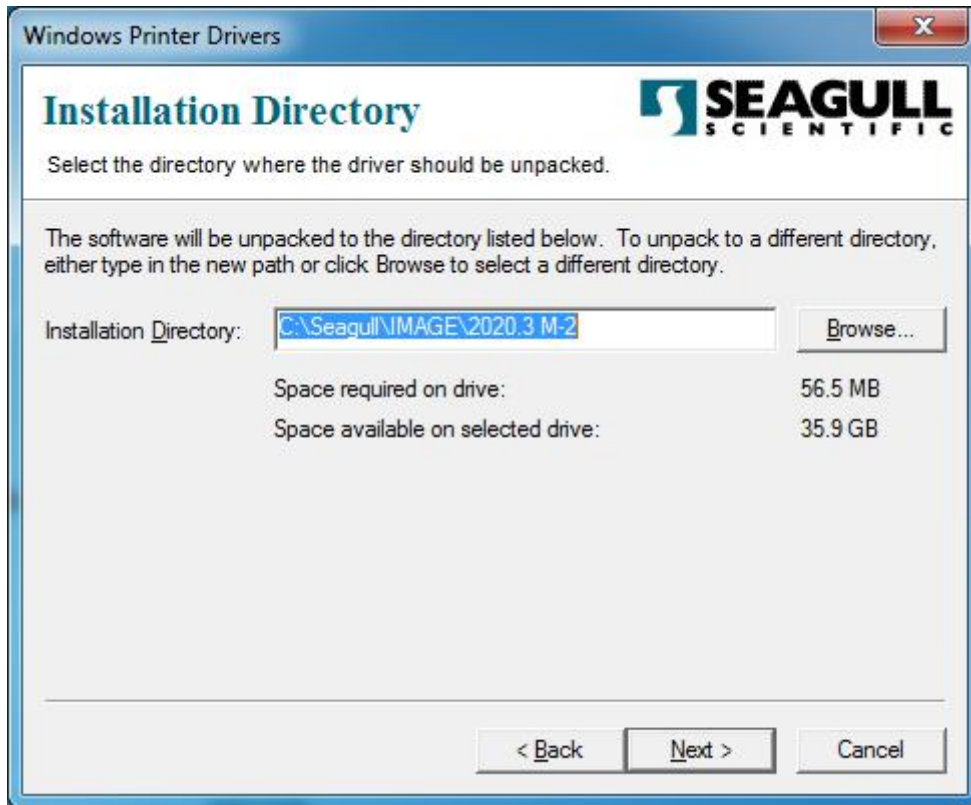 Windows Printer Drivers
Installation Directory
SEAGULL
SCIENTIFIC
Select the directory where the driver should be unpacked.
The software will be unpacked to the directory listed below. To unpack to a different directory,
either type in the new path or click Browse to select a different directory.
Installation Directory: C:\Seagull\IMAGE\2020.3 M-2 Browse...
Space required on drive: 56.5 MB
Space available on selected drive: 35.9 GB
< Back Next > Cancel